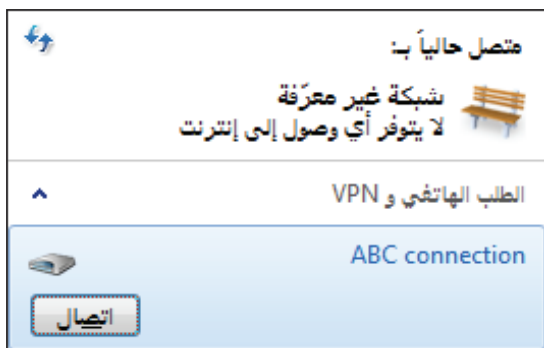 متصل حالياً بـ:
شبكة غير معرّفة
لا يتوفر أي وصول إلى إنترنت
الطلب الهاتفي و VPN
ABC connection
اتصال